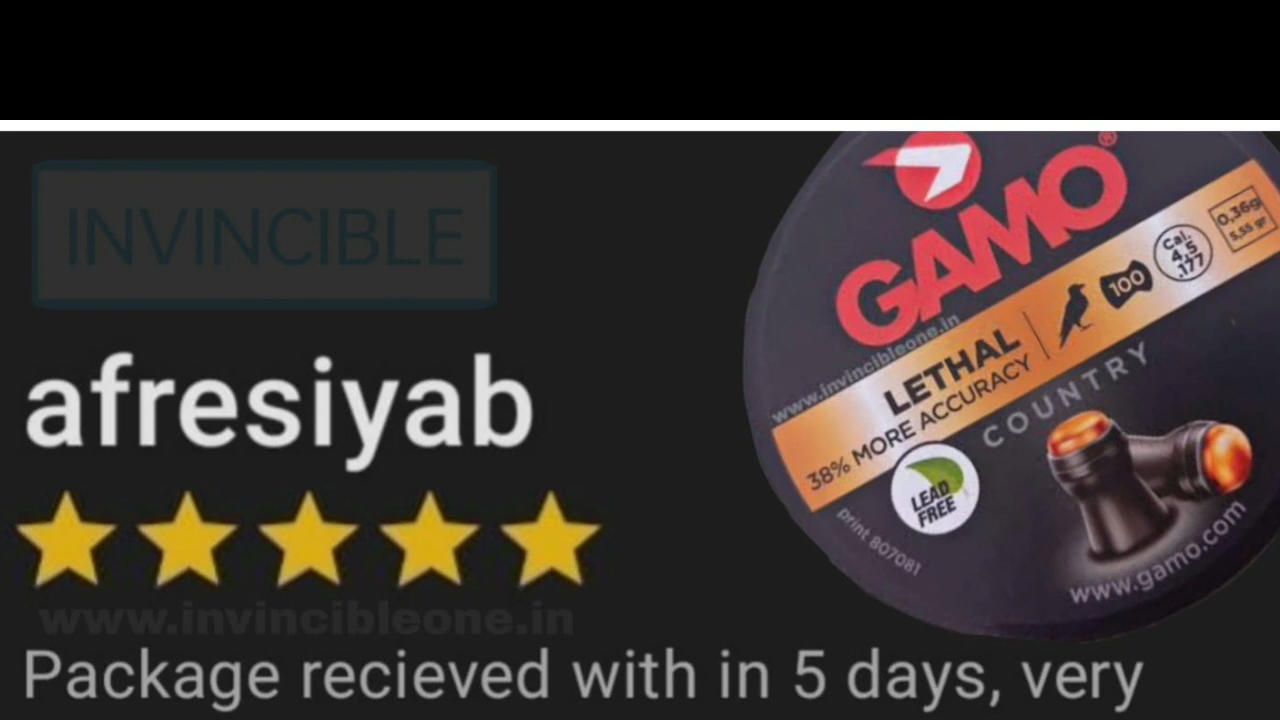 INVINCIBLE
afresiyab
www.invincibleone.in
Package recieved with in 5 days, very
GAMO®
www.invincibleone.in
LETHAL
38% MORE ACCURACY
100
Cal.
4,5
.177
0,36g
5,55 gr
COUNTRY
LEAD
FREE
print 807081
www.gamo.com